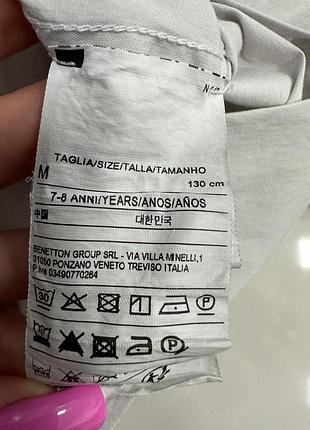 TAGLIA/SIZE/TALLA/TAMANHO
M 130 cm
7-8 ANNI/YEARS/ANOS/AÑOS
中国 대한민국
BENETTON GROUP SRL - VIA VILLA MINELLI,1
31050 PONZANO VENETO TREVISO ITALIA
P.iva 03490770264
30 P
P